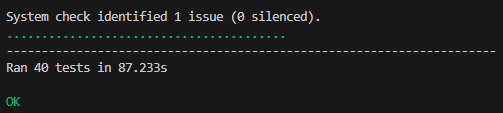 System check identified 1 issue (0 silenced).
........................................
----------------------------------------------------------------------
Ran 40 tests in 87.233s
OK